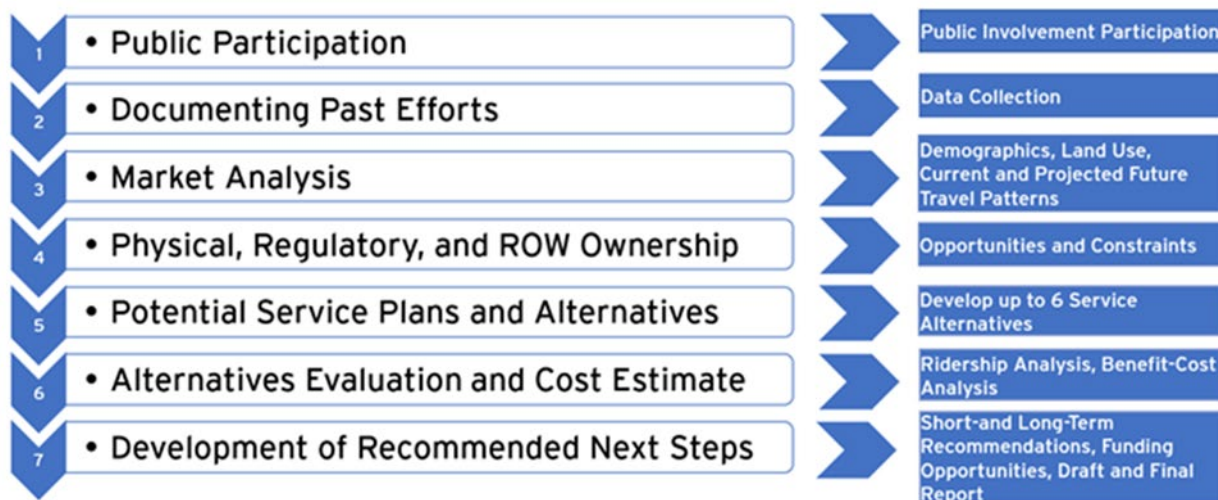 1
• Public Participation
Public Involvement Participation
2
• Documenting Past Efforts
Data Collection
3
• Market Analysis
Demographics, Land Use,
Current and Projected Future
Travel Patterns
4
• Physical, Regulatory, and ROW Ownership
Opportunities and Constraints
5
• Potential Service Plans and Alternatives
Develop up to 6 Service
Alternatives
6
• Alternatives Evaluation and Cost Estimate
Ridership Analysis, Benefit-Cost
Analysis
7
• Development of Recommended Next Steps
Short-and Long-Term
Recommendations, Funding
Opportunities, Draft and Final
Report